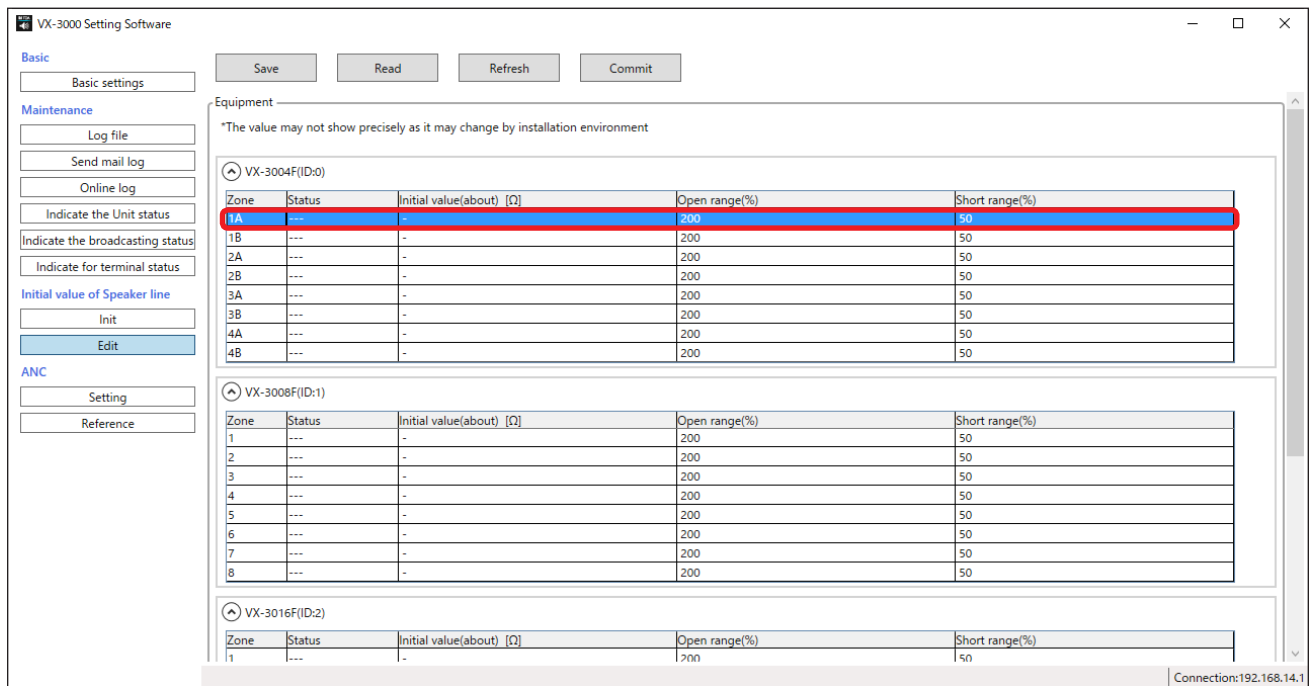 VX-3000 Setting Software
Basic
Basic settings
Maintenance
Log file
Send mail log
Online log
Indicate the Unit status
Indicate the broadcasting status
Indicate for terminal status
Initial value of Speaker line
Init
Edit
ANC
Setting
Reference
Save Read Refresh Commit
Equipment
*The value may not show precisely as it may change by installation environment
VX-3004F(ID:0)
Zone Status Initial value(about) [Ω] Open range(%) Short range(%)
1A --- - 200 50
1B --- - 200 50
2A --- - 200 50
2B --- - 200 50
3A --- - 200 50
3B --- - 200 50
4A --- - 200 50
4B --- - 200 50
VX-3008F(ID:1)
Zone Status Initial value(about) [Ω] Open range(%) Short range(%)
1 --- - 200 50
2 --- - 200 50
3 --- - 200 50
4 --- - 200 50
5 --- - 200 50
6 --- - 200 50
7 --- - 200 50
8 --- - 200 50
VX-3016F(ID:2)
Zone Status Initial value(about) [Ω] Open range(%) Short range(%)
1 --- - 200 50
Connection:192.168.14.1